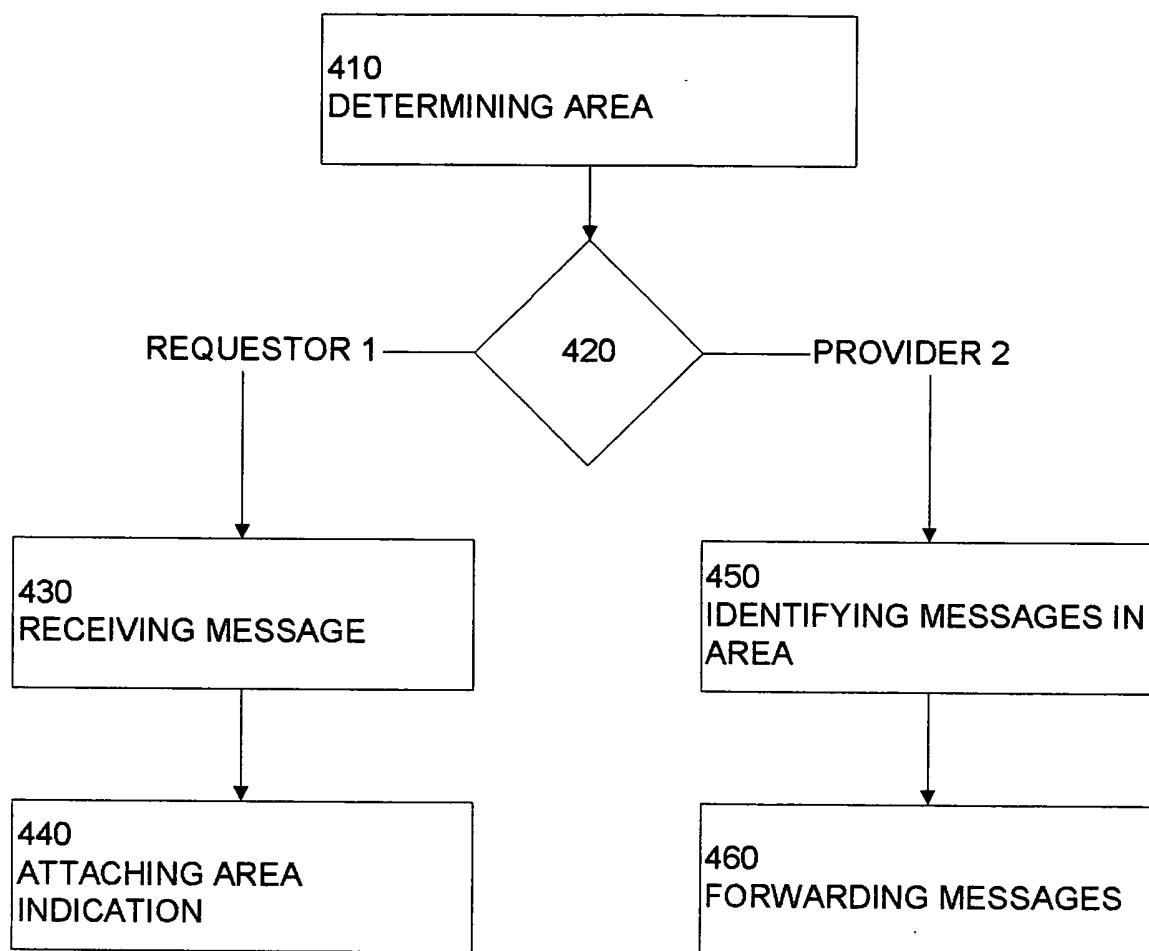 410
DETERMINING AREA
REQUESTOR 1
420
PROVIDER 2
430
RECEIVING MESSAGE
450
IDENTIFYING MESSAGES IN
AREA
440
ATTACHING AREA
INDICATION
460
FORWARDING MESSAGES